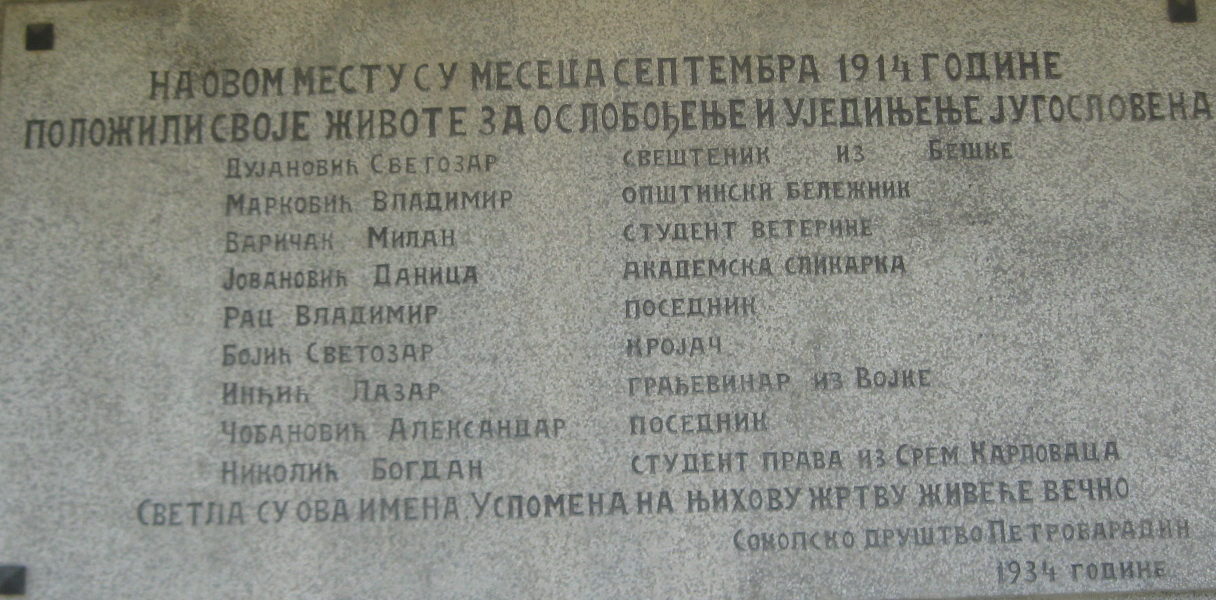 НА ОВОМ МЕСТУ СУ МЕСЕЦА СЕПТЕМБРА 1914 ГОДИНЕ
ПОЛОЖИЛИ СВОЈЕ ЖИВОТЕ ЗА ОСЛОБОЂЕЊЕ И УЈЕДИЊЕЊЕ ЈУГОСЛОВЕНА
ДУЈАНОВИЋ СВЕТОЗАР СВЕШТЕНИК ИЗ БЕШКЕ
МАРКОВИЋ ВЛАДИМИР ОПШТИНСКИ БЕЛЕЖНИК
ВАРИЧАК МИЛАН СТУДЕНТ ВЕТЕРИНЕ
ЈОВАНОВИЋ ДАНИЦА АКАДЕМСКА СЛИКАРКА
РАЦ ВЛАДИМИР ПОСЕДНИК
БОЈИЋ СВЕТОЗАР КРОЈАЧ
ИНЂИЋ ЛАЗАР ГРАЂЕВИНАР ИЗ ВОЈКЕ
ЧОБАНОВИЋ АЛЕКСАНДАР ПОСЕДНИК
НИКОЛИЋ БОГДАН СТУДЕНТ ПРАВА ИЗ СРЕМ. КАРЛОВАЦА
СВЕТЛА СУ ОВА ИМЕНА. УСПОМЕНА НА ЊИХОВУ ЖРТВУ ЖИВЕЋЕ ВЕЧНО
СОКОЛСКО ДРУШТВО ПЕТРОВАРАДИН
1934 ГОДИНЕ